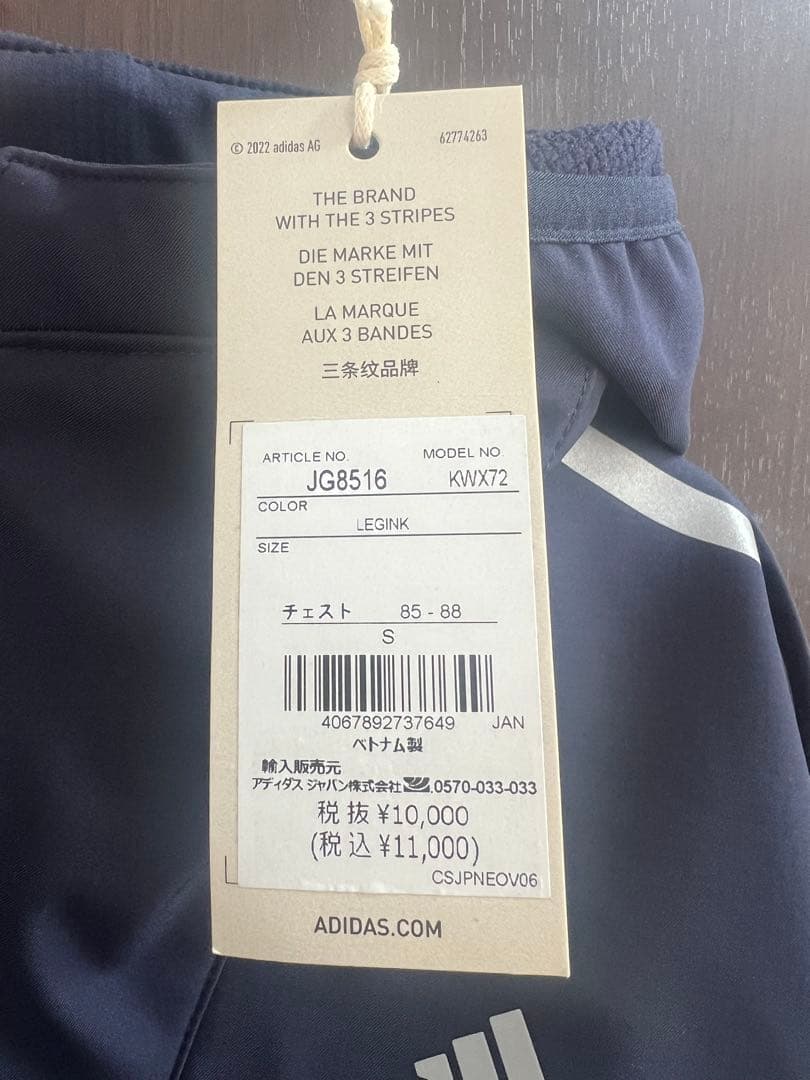 © 2022 adidas AG 62774263
THE BRAND
WITH THE 3 STRIPES
DIE MARKE MIT
DEN 3 STREIFEN
LA MARQUE
AUX 3 BANDES
三条纹品牌
ARTICLE NO. MODEL NO.
JG8516 KWX72
COLOR
LEGINK
SIZE
チェスト 85 - 88
S
4067892737649 JAN
ベトナム製
輸入販売元
アディダス ジャパン株式会社 0570-033-033
税抜 ¥10,000
(税込 ¥11,000)
CSJPNEOV06
ADIDAS.COM